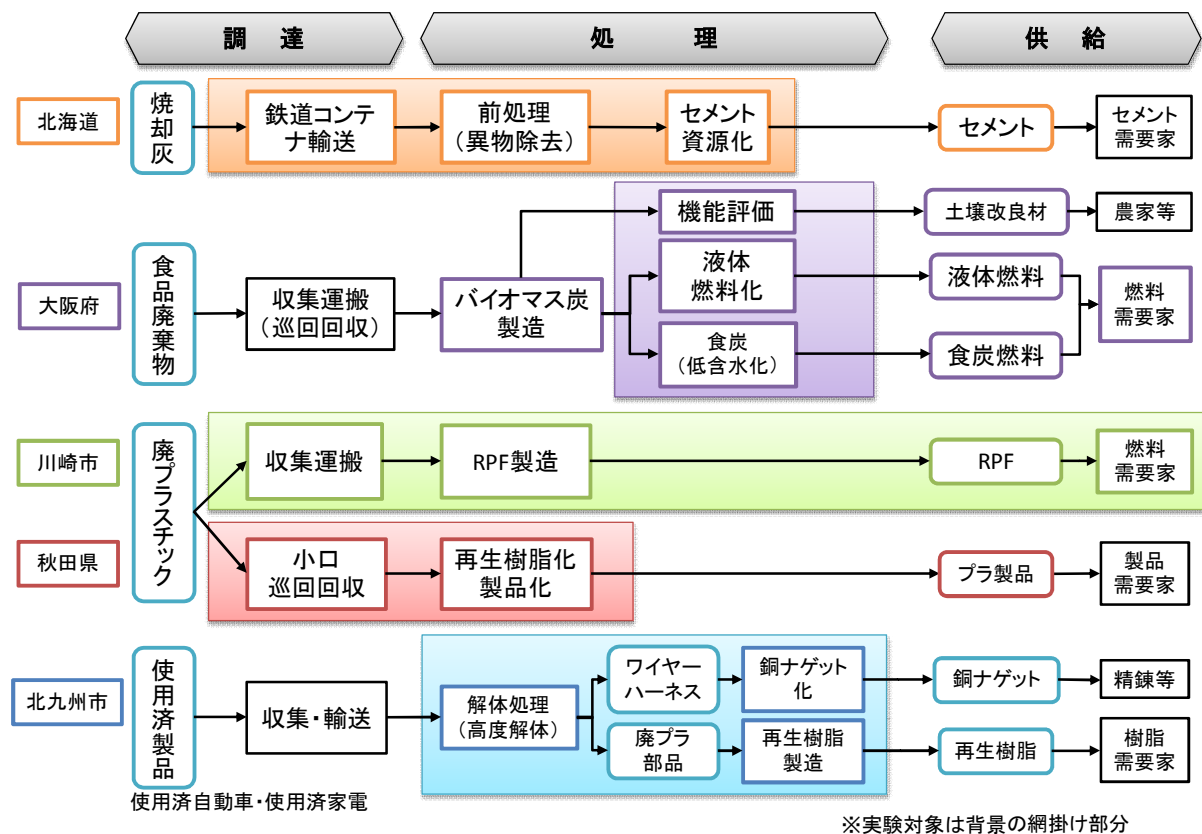 調　達
処　理
供　給
北海道
焼却灰
鉄道コンテ
ナ輸送
前処理
（異物除去）
セメント
資源化
セメント
セメント
需要家
大阪府
食品廃棄物
収集運搬
（巡回回収）
バイオマス炭
製造
機能評価
土壌改良材
農家等
液体
燃料化
液体燃料
燃料
需要家
食炭
（低含水化）
食炭燃料
川崎市
廃プラスチック
収集運搬
RPF製造
RPF
燃料
需要家
秋田県
小口
巡回回収
再生樹脂化
製品化
プラ製品
製品
需要家
北九州市
使用済製品
収集・輸送
解体処理
（高度解体）
ワイヤー
ハーネス
銅ナゲット
化
銅ナゲット
精錬等
廃プラ
部品
再生樹脂
製造
再生樹脂
樹脂
需要家
使用済自動車・使用済家電
※実験対象は背景の網掛け部分